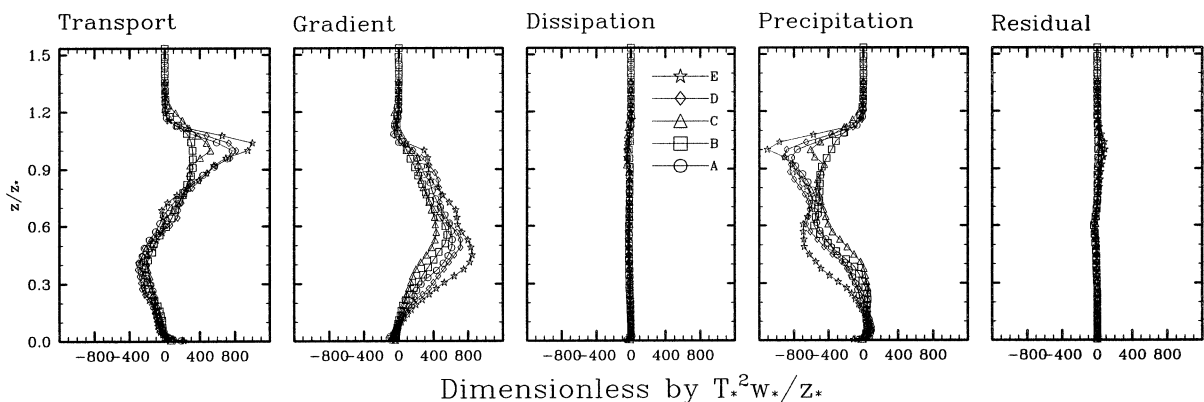 Transport Gradient Dissipation Precipitation Residual
1.5
1.2
0.9
0.6
0.3
0.0
z/z*
E
D
C
B
A
-800-400 0 400 800 -800-400 0 400 800 -800-400 0 400 800 -800-400 0 400 800 -800-400 0 400 800
Dimensionless by T*²w*/z*